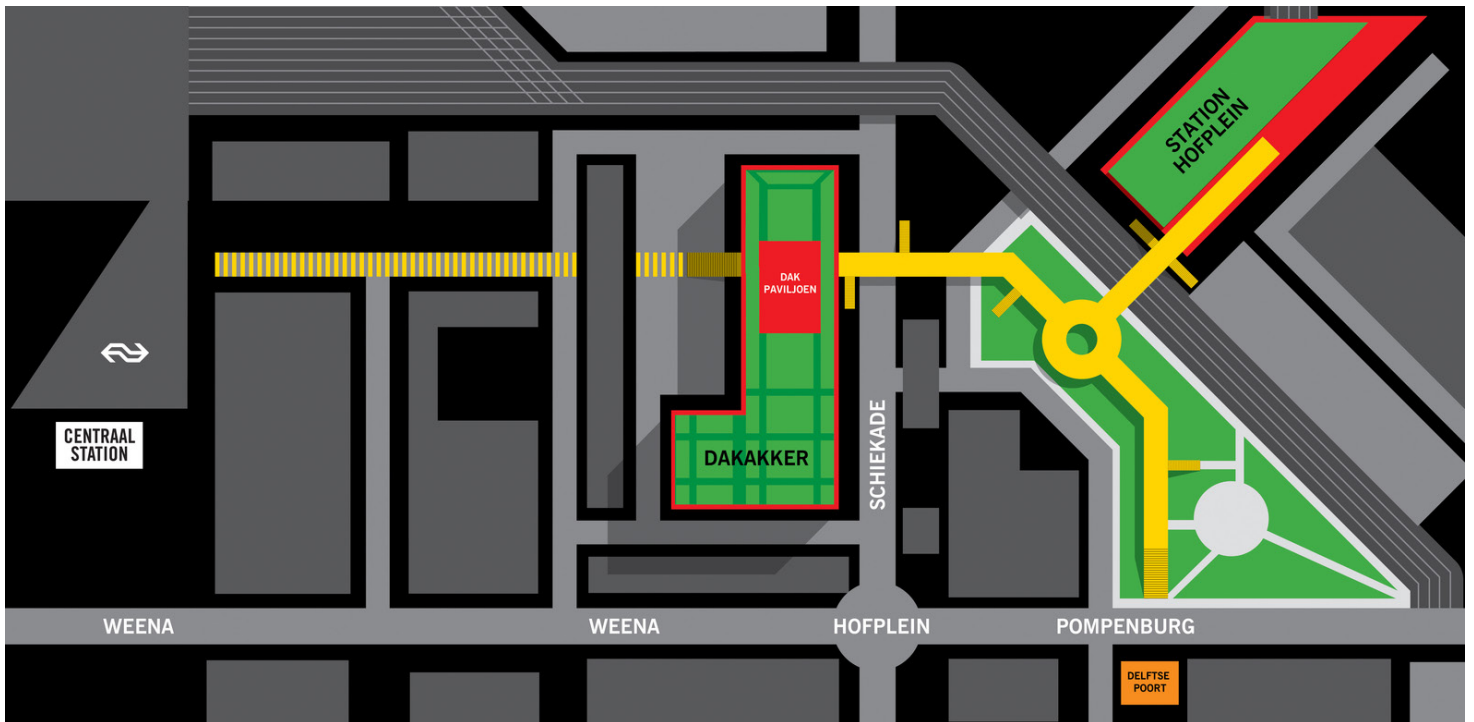 STATION
HOFPLEIN
DAK
PAVILJOEN
CENTRAAL
STATION
DAKAKKER
SCHIEKADE
WEENA
WEENA
HOFPLEIN
POMPENBURG
DELFTSE
POORT